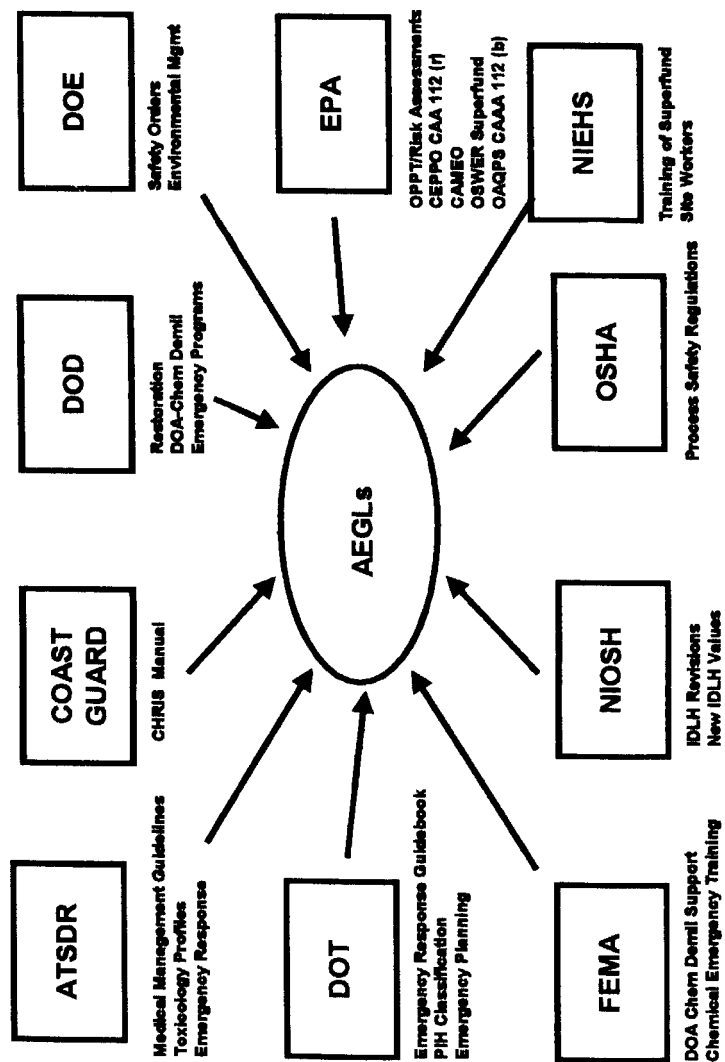 ATSDR
Medical Management Guidelines
Toxicology Profiles
Emergency Response
COAST
GUARD
CHRIS Manual
DOD
Restoration
DOA-Chem Demil
Emergency Programs
DOE
Safety Orders
Environmental Mgmt
DOT
Emergency Response Guidebook
PIH Classification
Emergency Planning
AEGLs
EPA
OPPT/Risk Assessments
CEPPO CAA 112 (r)
CAMEO
OSWER Superfund
OAQPS CAAA 112 (b)
FEMA
DOA Chem Demil Support
Chemical Emergency Training
NIOSH
IDLH Revisions
New IDLH Values
OSHA
Process Safety Regulations
NIEHS
Training of Superfund
Site Workers